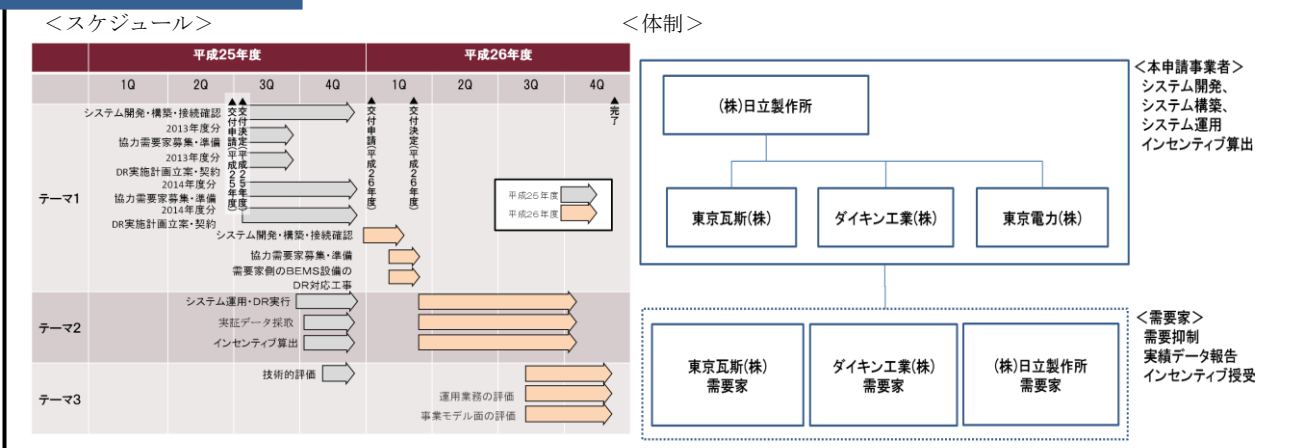 ＜スケジュール＞
平成25年度
平成26年度
1Q
2Q
3Q
4Q
1Q
2Q
3Q
4Q
テーマ1
システム開発・構築・接続確認
2013年度分
協力需要家募集・準備
2013年度分
DR実施計画立案・契約
2014年度分
協力需要家募集・準備
2014年度分
DR実施計画立案・契約
▲交付申請(平成25年度)
▲交付決定(平成25年度)
▲交付申請(平成26年度)
▲交付決定(平成26年度)
▲完了
平成25年度
平成26年度
システム開発・構築・接続確認
協力需要家募集・準備
需要家側のBEMS設備の
DR対応工事
テーマ2
システム運用・DR実行
実証データ採取
インセンティブ算出
テーマ3
技術的評価
運用業務の評価
事業モデル面の評価
＜体制＞
(株)日立製作所
東京瓦斯(株)
ダイキン工業(株)
東京電力(株)
＜本申請事業者＞
システム開発、
システム構築、
システム運用
インセンティブ算出
東京瓦斯(株)
需要家
ダイキン工業(株)
需要家
(株)日立製作所
需要家
＜需要家＞
需要抑制
実績データ報告
インセンティブ授受